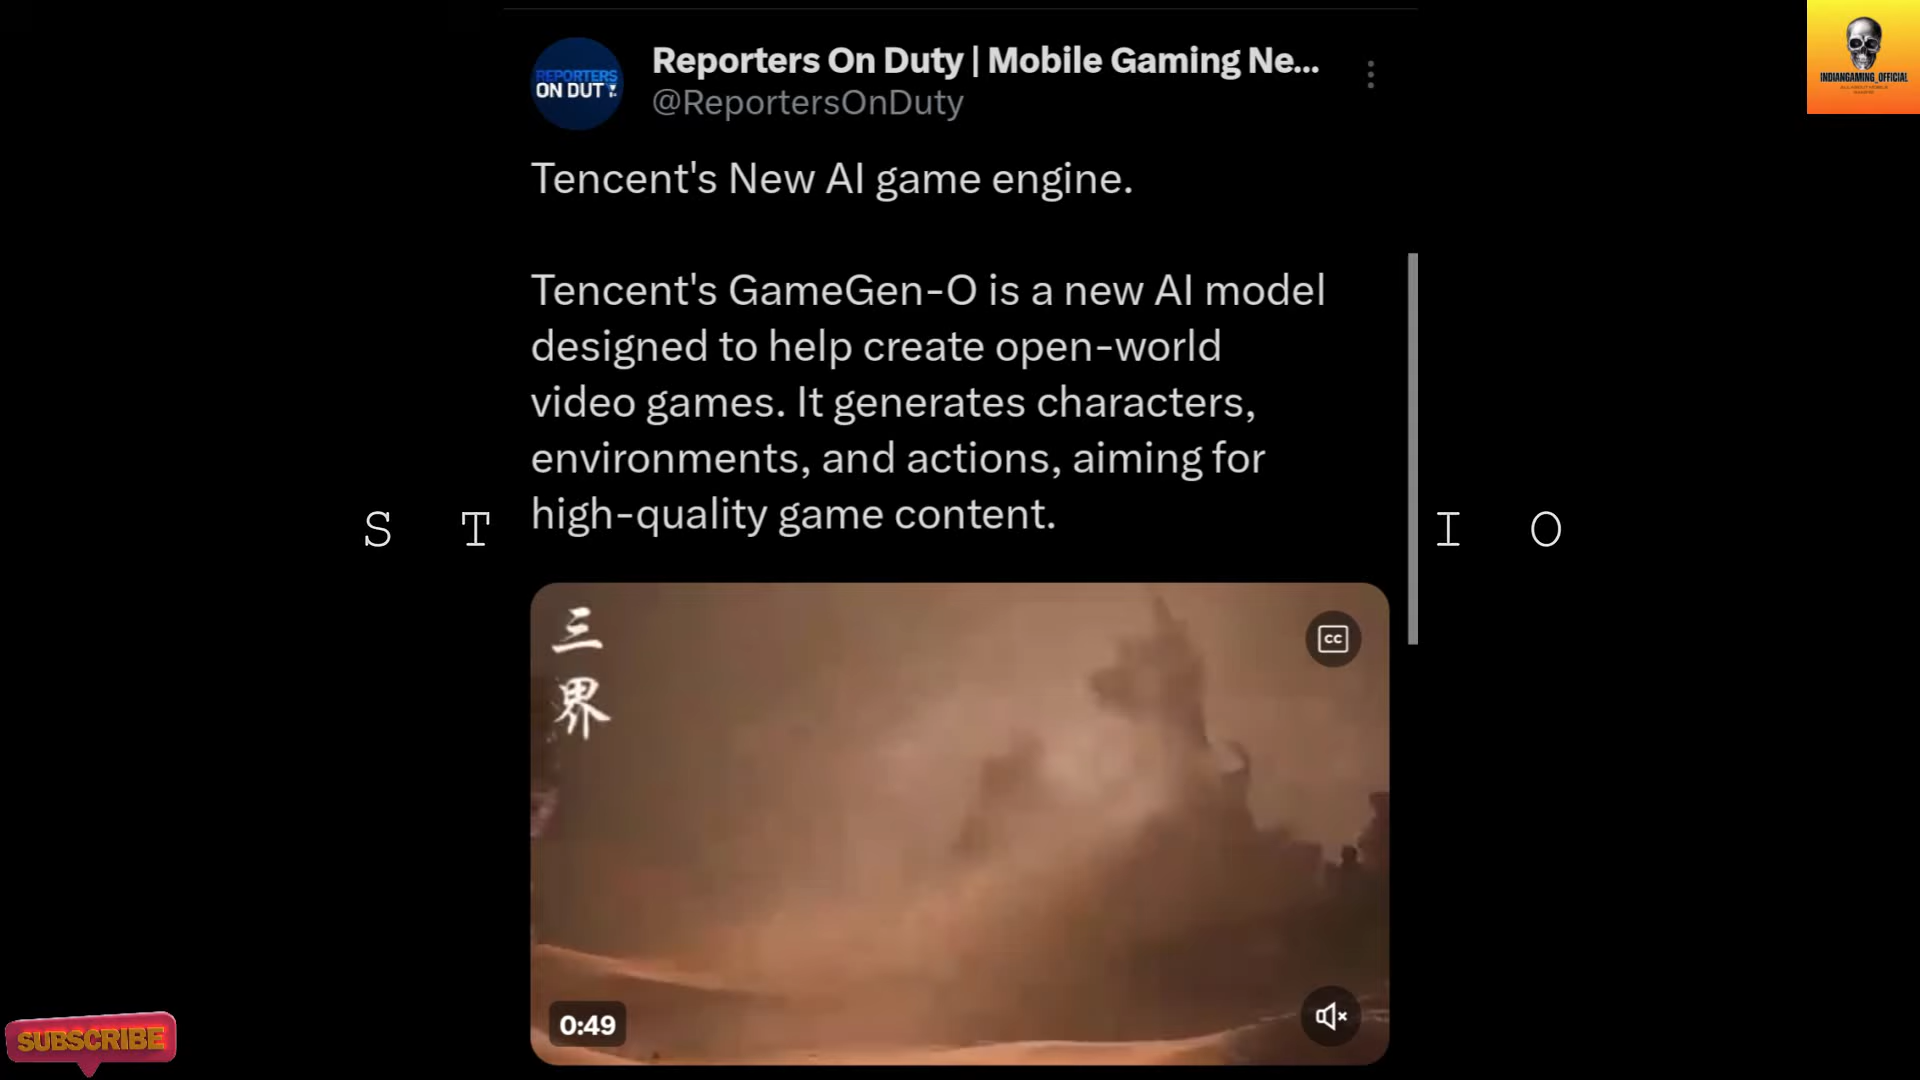 Reporters On Duty | Mobile Gaming Ne...
@ReportersOnDuty
REPORTERS
ON DUT
INDIANGAMING_OFFICIAL
Tencent's New AI game engine.
Tencent's GameGen-O is a new AI model
designed to help create open-world
video games. It generates characters,
environments, and actions, aiming for
high-quality game content.
S T
I O
三
界
CC
0:49
SUBSCRIBE